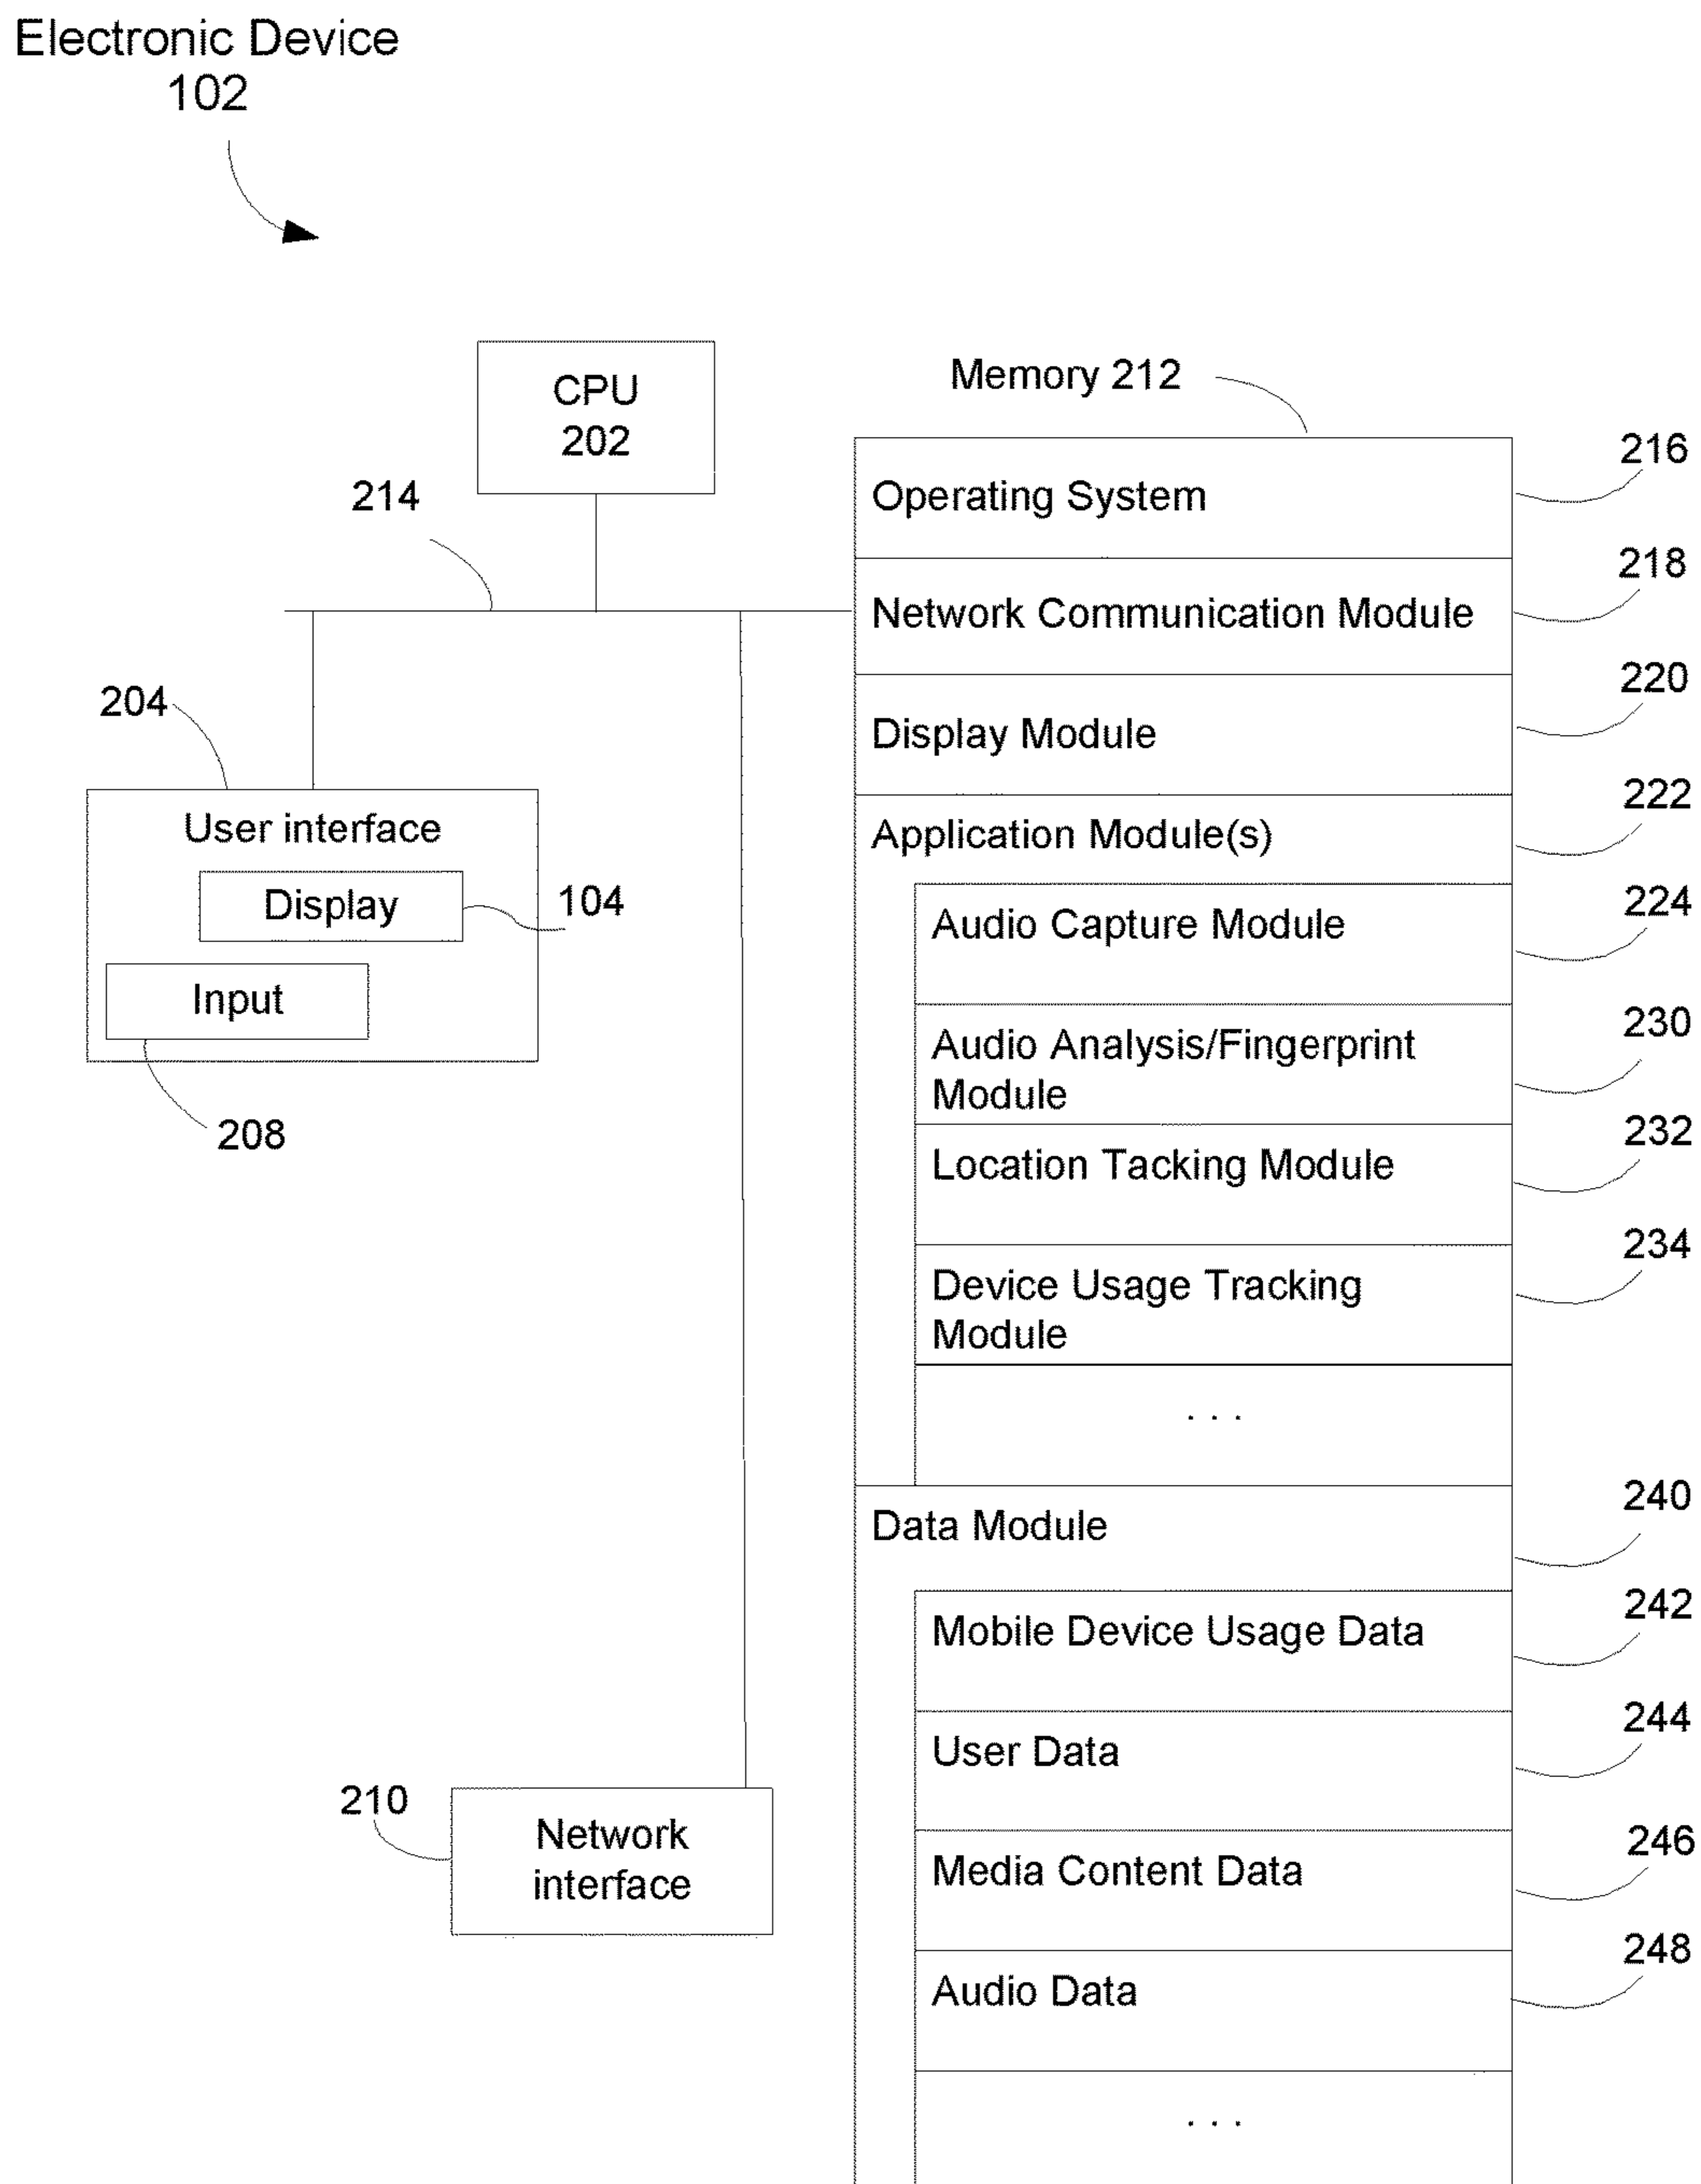 Electronic Device
102
CPU
202
Memory 212
214
216
Operating System
218
Network Communication Module
220
Display Module
204
User interface
Display
104
Input
208
222
Application Module(s)
224
Audio Capture Module
230
Audio Analysis/Fingerprint
Module
232
Location Tacking Module
234
Device Usage Tracking
Module
. . .
240
Data Module
242
Mobile Device Usage Data
244
User Data
210
Network
interface
246
Media Content Data
248
Audio Data
. . .